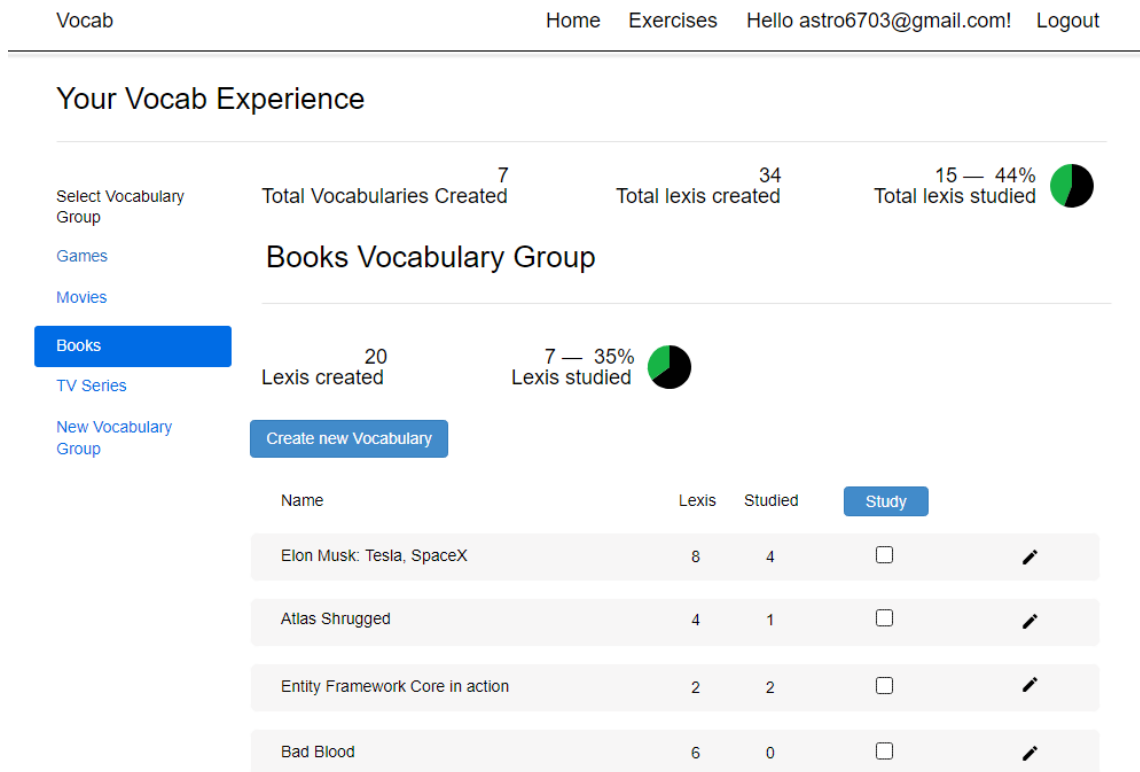 Vocab Home Exercises Hello astro6703@gmail.com! Logout
Your Vocab Experience
Select Vocabulary
Group
Games
Movies
Books
TV Series
New Vocabulary
Group
7
Total Vocabularies Created
34
Total lexis created
15 — 44%
Total lexis studied
Books Vocabulary Group
20
Lexis created
7 — 35%
Lexis studied
Create new Vocabulary
Name Lexis Studied Study
Elon Musk: Tesla, SpaceX 8 4
Atlas Shrugged 4 1
Entity Framework Core in action 2 2
Bad Blood 6 0